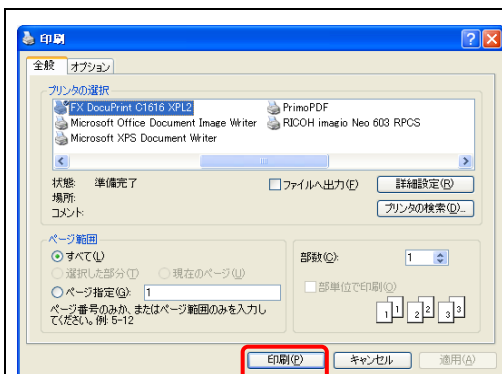 印刷
全般 オプション
プリンタの選択
FX DocuPrint C1616 XPL2 PrimoPDF
Microsoft Office Document Image Writer RICOH imagio Neo 603 RPCS
Microsoft XPS Document Writer
状態: 準備完了 ファイルへ出力(F) 詳細設定(R)
場所:
コメント: プリンタの検索(D)...
ページ範囲
すべて(L) 部数(C): 1
選択した部分(T) 現在のページ(U) 部単位で印刷(O)
ページ指定(G): 1
ページ番号のみか、またはページ範囲のみを入力し
てください。例: 5-12
1 1 2 2 3 3
印刷(P) キャンセル 適用(A)